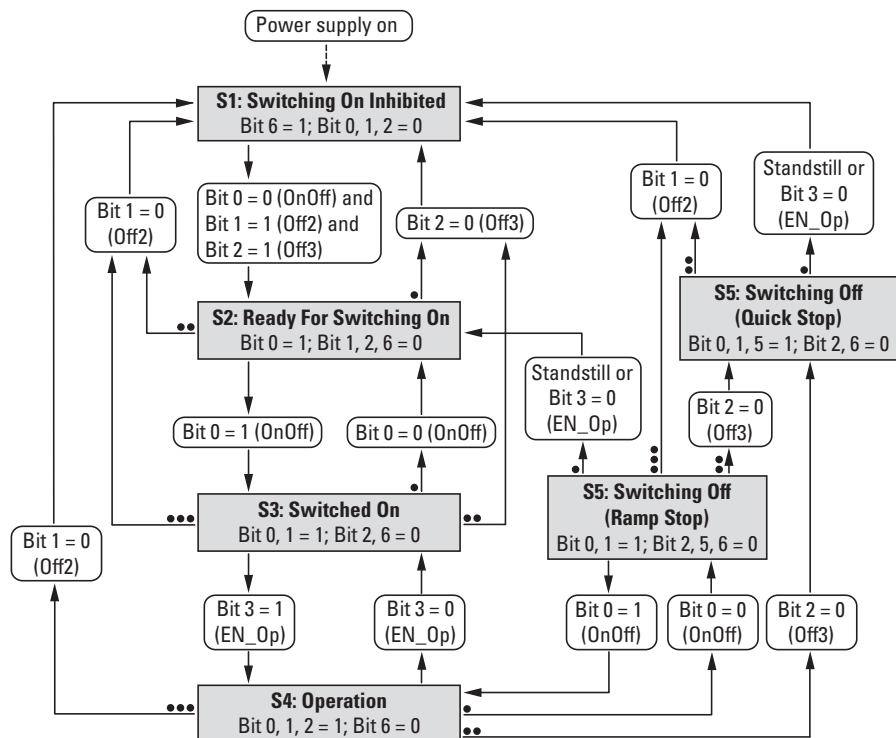 Power supply on
S1: Switching On Inhibited
Bit 6 = 1; Bit 0, 1, 2 = 0
Bit 1 = 0
(Off2)
Bit 0 = 0 (OnOff) and
Bit 1 = 1 (Off2) and
Bit 2 = 1 (Off3)
Bit 2 = 0 (Off3)
Bit 1 = 0
(Off2)
Standstill or
Bit 3 = 0
(EN_Op)
S2: Ready For Switching On
Bit 0 = 1; Bit 1, 2, 6 = 0
S5: Switching Off
(Quick Stop)
Bit 0, 1, 5 = 1; Bit 2, 6 = 0
Bit 0 = 1 (OnOff)
Bit 0 = 0 (OnOff)
Standstill or
Bit 3 = 0
(EN_Op)
Bit 2 = 0
(Off3)
S3: Switched On
Bit 0, 1 = 1; Bit 2, 6 = 0
S5: Switching Off
(Ramp Stop)
Bit 0, 1 = 1; Bit 2, 5, 6 = 0
Bit 1 = 0
(Off2)
Bit 3 = 1
(EN_Op)
Bit 3 = 0
(EN_Op)
Bit 0 = 1
(OnOff)
Bit 0 = 0
(OnOff)
Bit 2 = 0
(Off3)
S4: Operation
Bit 0, 1, 2 = 1; Bit 6 = 0